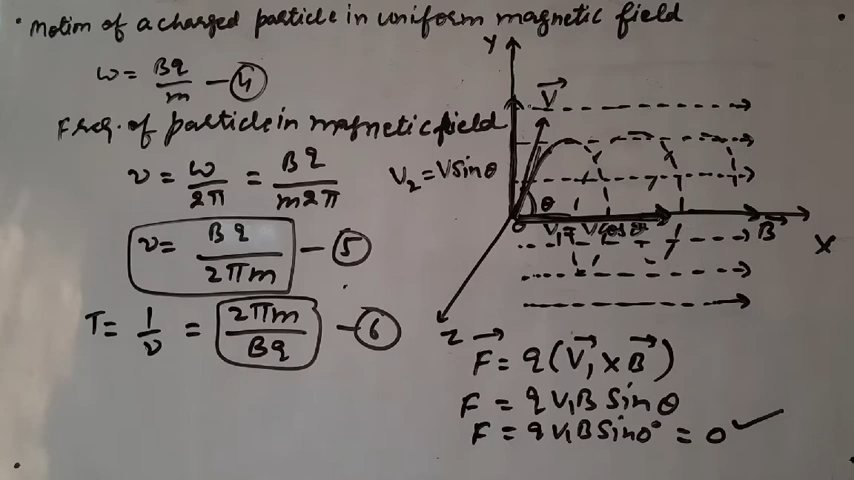 • Motion of a charged particle in uniform magnetic field
ω = Bq/m — ④
Freq. of particle in magnetic field
ν = ω/2π = Bq/m2π
ν = Bq/2πm — ⑤
T = 1/ν = 2πm/Bq — ⑥
Y
V⃗
V₂ = V sinθ
θ
O
V₁ = V cosθ
B⃗
X
Z
F⃗ = q(V⃗₁ × B⃗)
F = qV₁B Sinθ
F = qV₁B Sin0° = 0 ✓